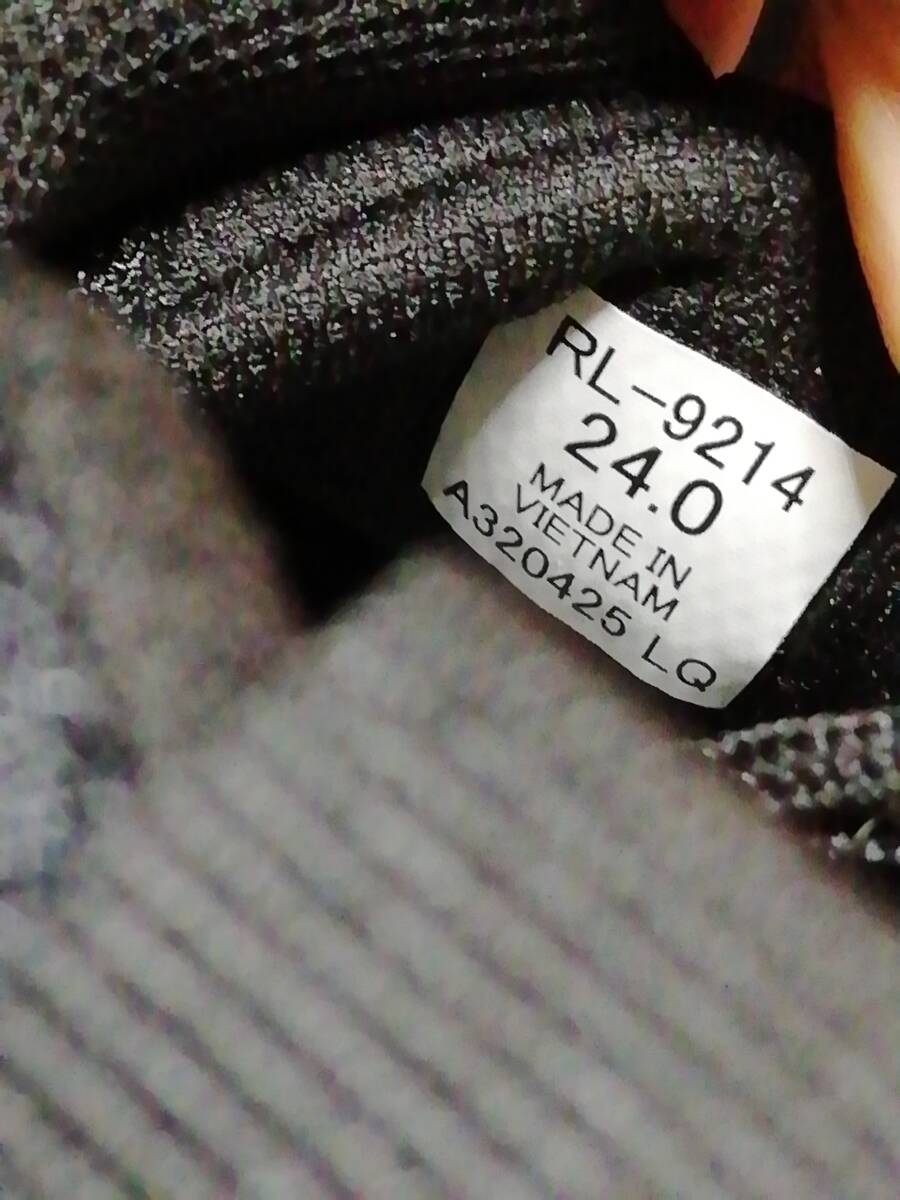 RL-9214
24.0
MADE IN
VIETNAM
A320425 LQ